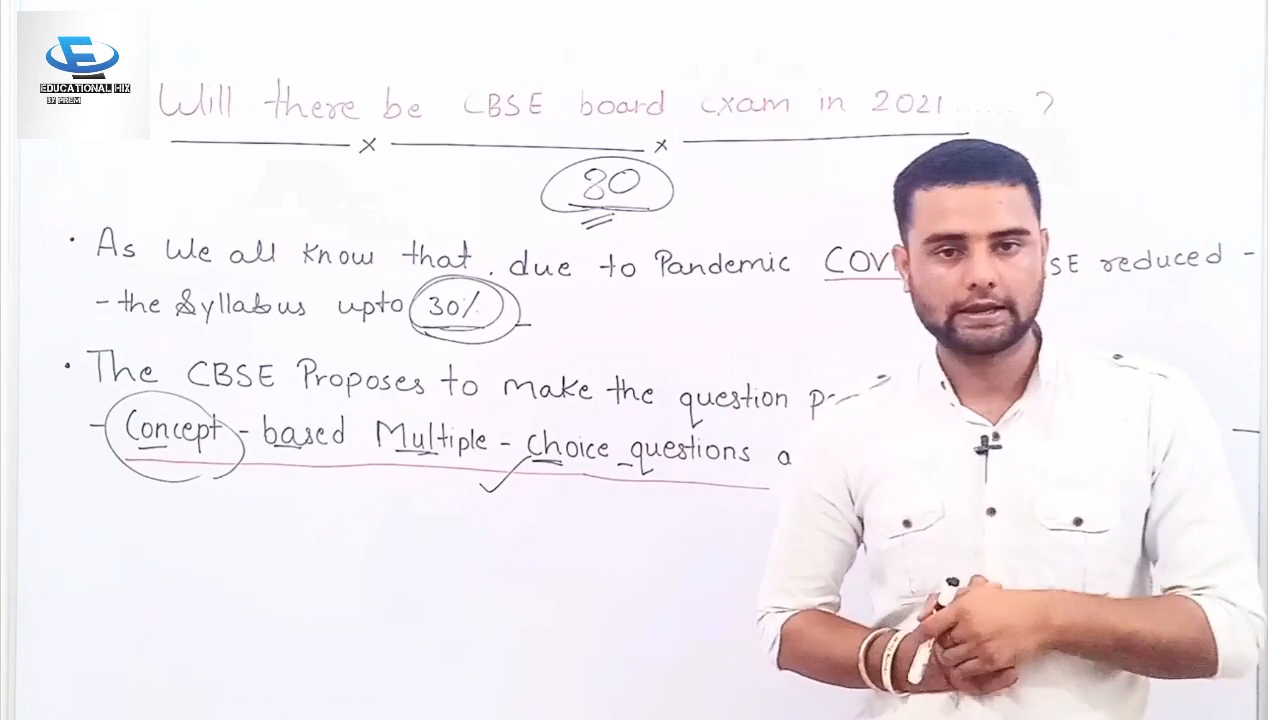 EDUCATIONAL HIX
BY PREM
Will there be CBSE board exam in 2021........?
80
• As We all Know that, due to Pandemic COV SE reduced -
- the Syllabus upto 30%
• The CBSE Proposes to make the question
- Concept - based Multiple - choice questions a